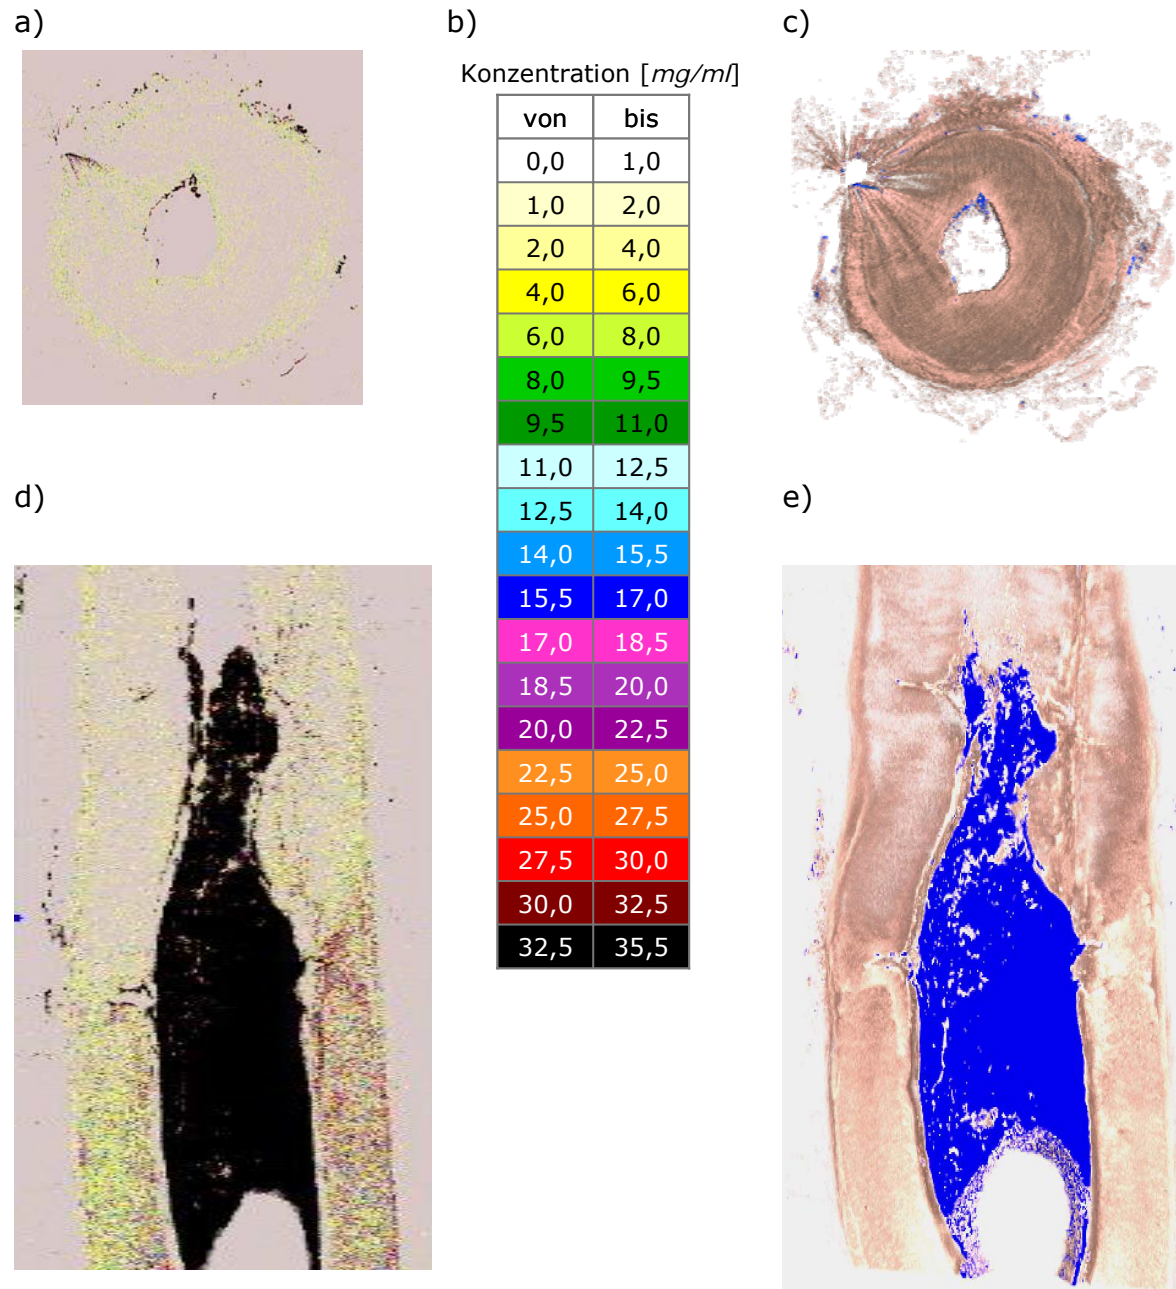 a)
b)
c)
Konzentration [mg/ml]
von bis
0,0 1,0
1,0 2,0
2,0 4,0
4,0 6,0
6,0 8,0
8,0 9,5
9,5 11,0
11,0 12,5
12,5 14,0
14,0 15,5
15,5 17,0
17,0 18,5
18,5 20,0
20,0 22,5
22,5 25,0
25,0 27,5
27,5 30,0
30,0 32,5
32,5 35,5
d)
e)